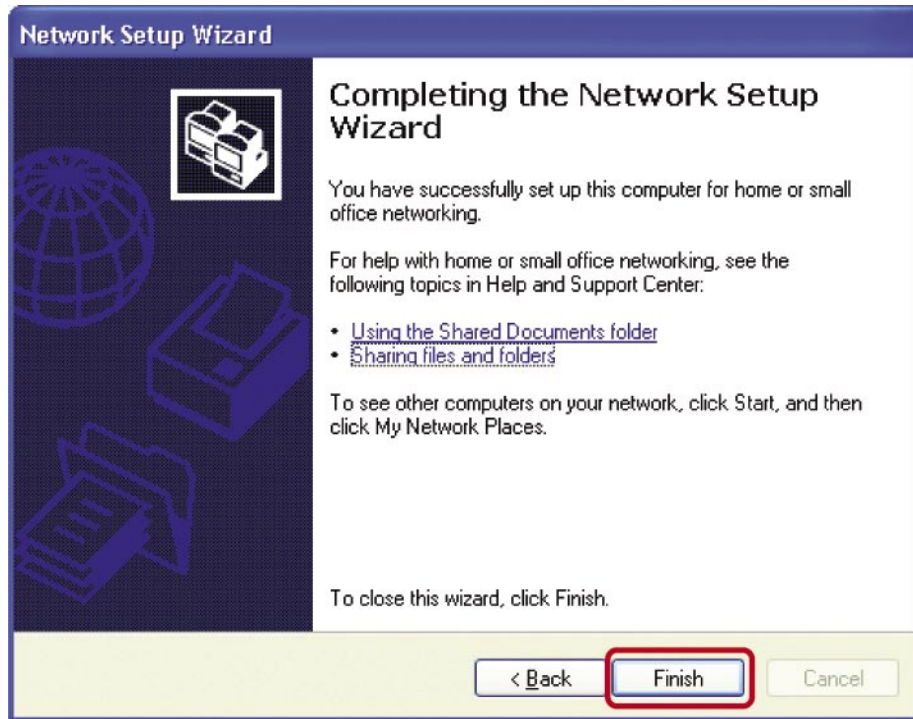 Network Setup Wizard
Completing the Network Setup
Wizard
You have successfully set up this computer for home or small
office networking.
For help with home or small office networking, see the
following topics in Help and Support Center:
• Using the Shared Documents folder
• Sharing files and folders
To see other computers on your network, click Start, and then
click My Network Places.
To close this wizard, click Finish.
< Back Finish Cancel